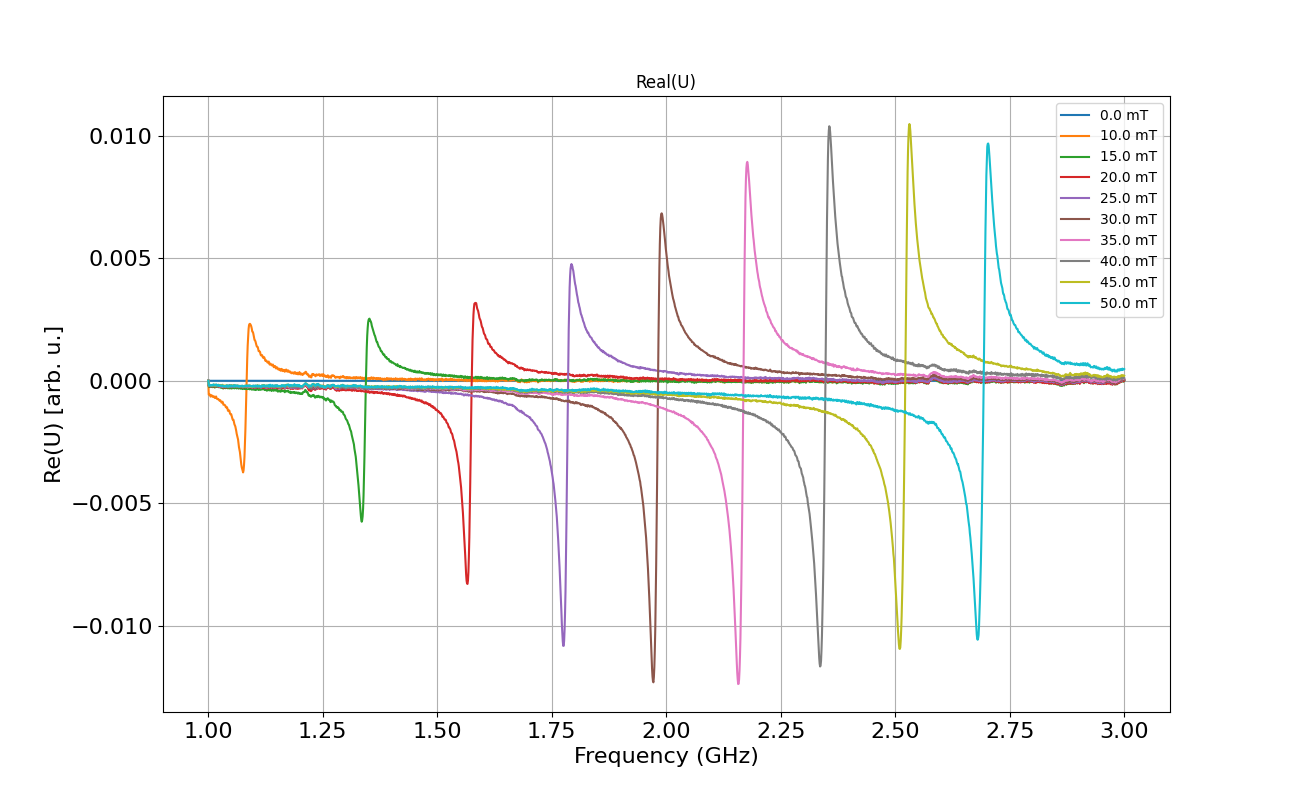 Real(U)
0.010
0.005
0.000
−0.005
−0.010
Re(U) [arb. u.]
0.0 mT
10.0 mT
15.0 mT
20.0 mT
25.0 mT
30.0 mT
35.0 mT
40.0 mT
45.0 mT
50.0 mT
1.00 1.25 1.50 1.75 2.00 2.25 2.50 2.75 3.00
Frequency (GHz)